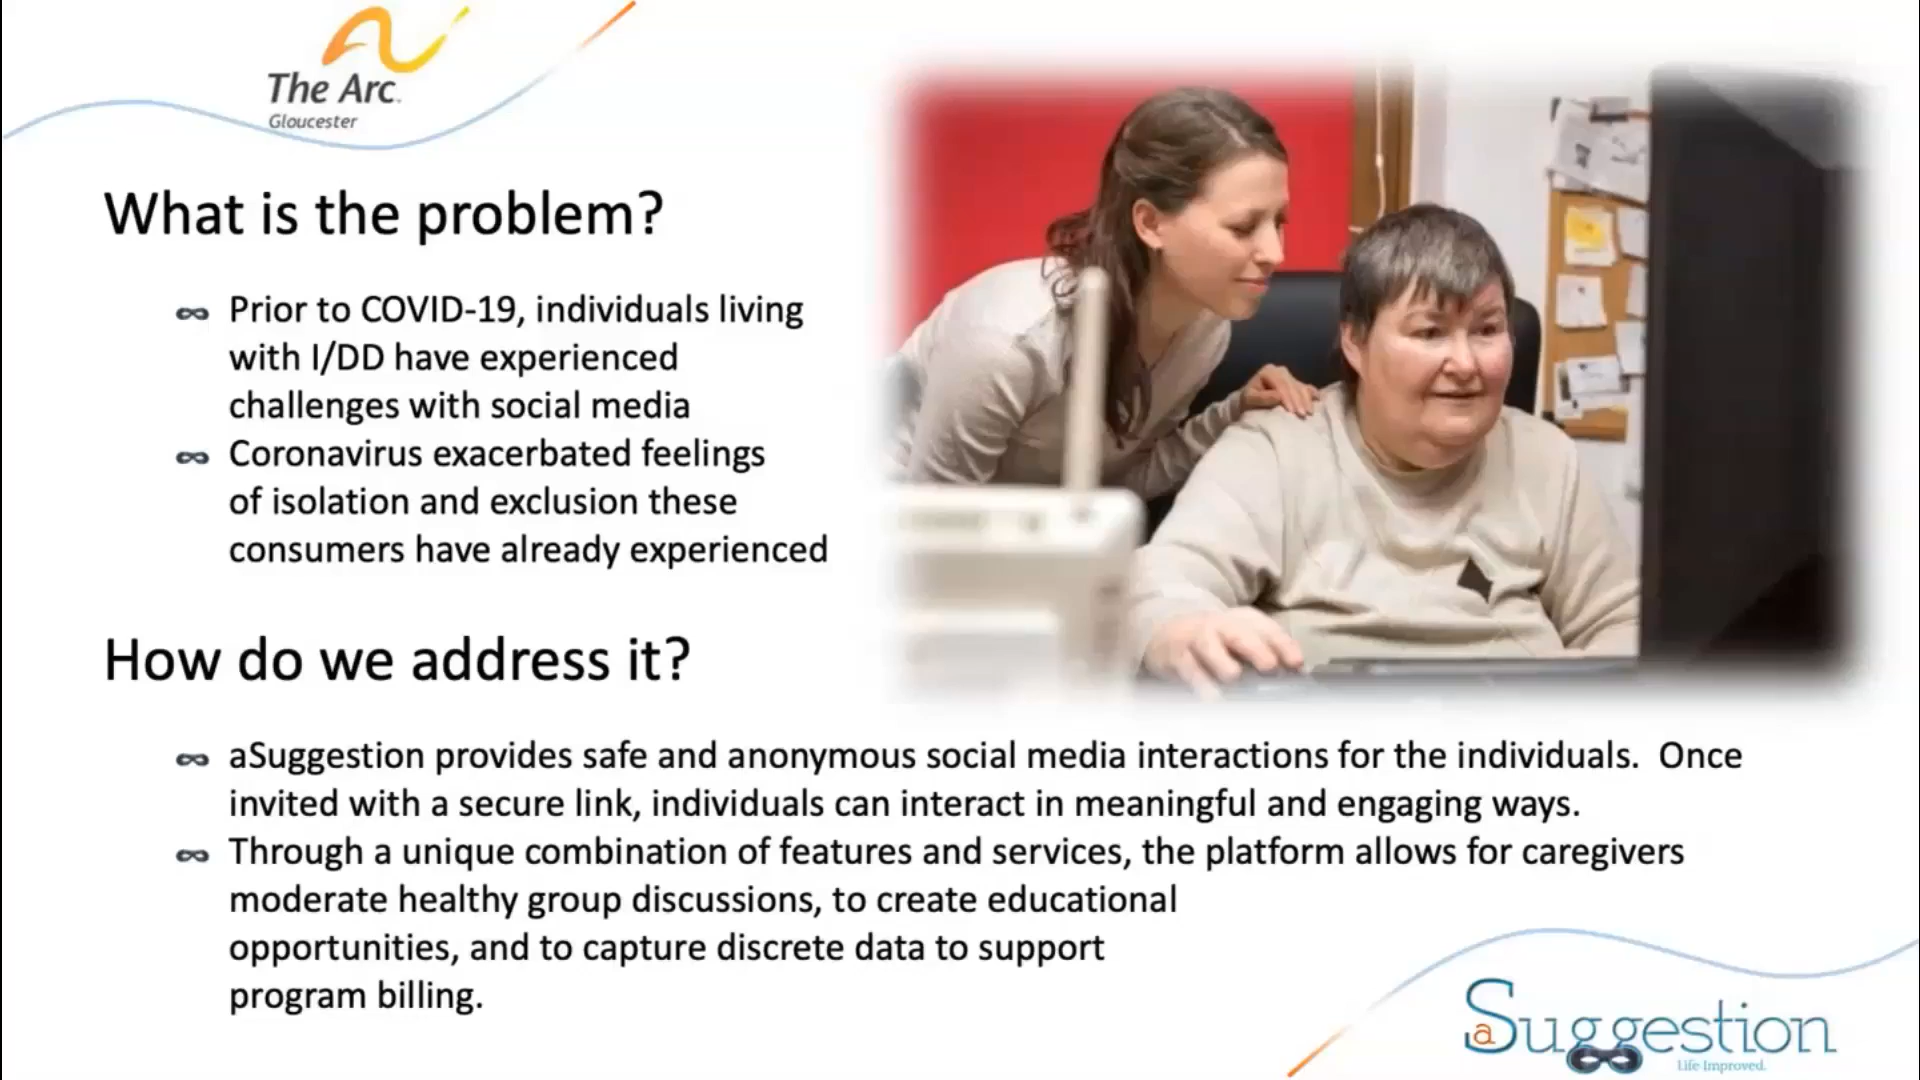 The Arc.
Gloucester
What is the problem?
Prior to COVID-19, individuals living
with I/DD have experienced
challenges with social media
Coronavirus exacerbated feelings
of isolation and exclusion these
consumers have already experienced
How do we address it?
aSuggestion provides safe and anonymous social media interactions for the individuals.  Once
invited with a secure link, individuals can interact in meaningful and engaging ways.
Through a unique combination of features and services, the platform allows for caregivers
moderate healthy group discussions, to create educational
opportunities, and to capture discrete data to support
program billing.
aSuggestion
Life Improved.